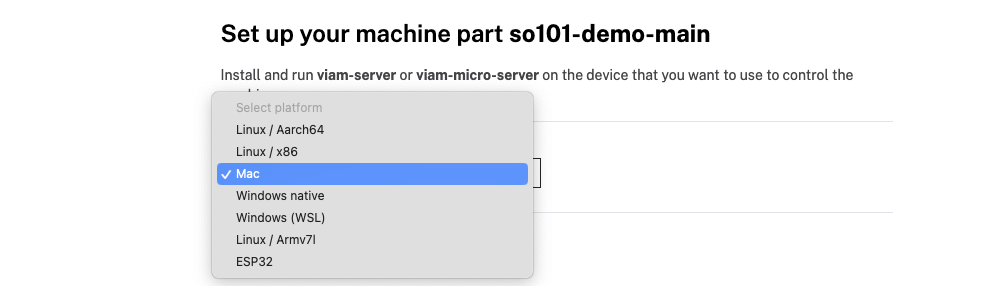 Set up your machine part so101-demo-main
Install and run viam-server or viam-micro-server on the device that you want to use to control the
Select platform
Linux / Aarch64
Linux / x86
✓ Mac
Windows native
Windows (WSL)
Linux / Armv7l
ESP32